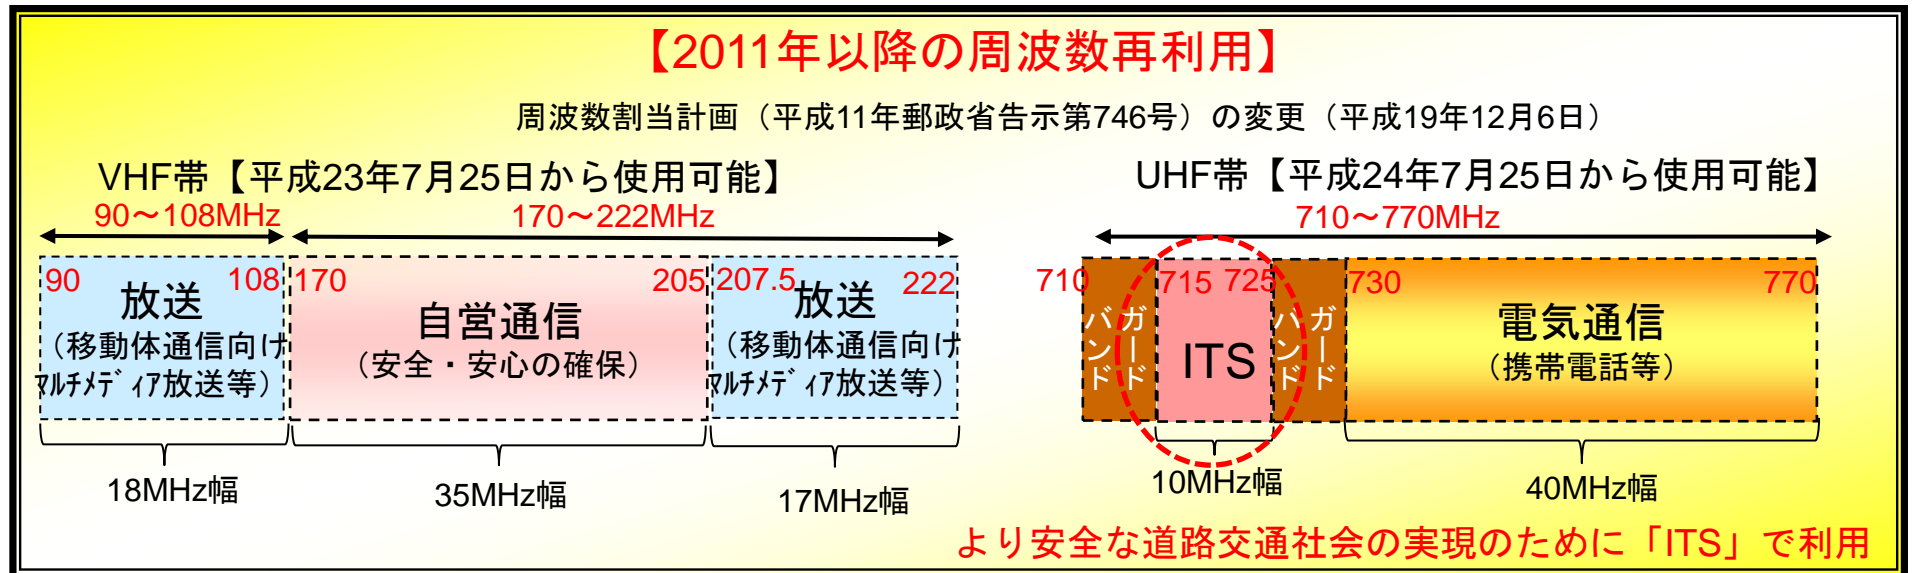 【2011年以降の周波数再利用】
周波数割当計画（平成11年郵政省告示第746号）の変更（平成19年12月6日）
VHF帯【平成23年7月25日から使用可能】
UHF帯【平成24年7月25日から使用可能】
90～108MHz
170～222MHz
710～770MHz
90
108
170
205
207.5
222
710
715
725
730
770
放送
（移動体通信向け
ﾏﾙﾁﾒﾃﾞｨｱ放送等）
自営通信
（安全・安心の確保）
放送
（移動体通信向け
ﾏﾙﾁﾒﾃﾞｨｱ放送等）
ガード
バンド
ITS
ガード
バンド
電気通信
（携帯電話等）
18MHz幅
35MHz幅
17MHz幅
10MHz幅
40MHz幅
より安全な道路交通社会の実現のために「ITS」で利用